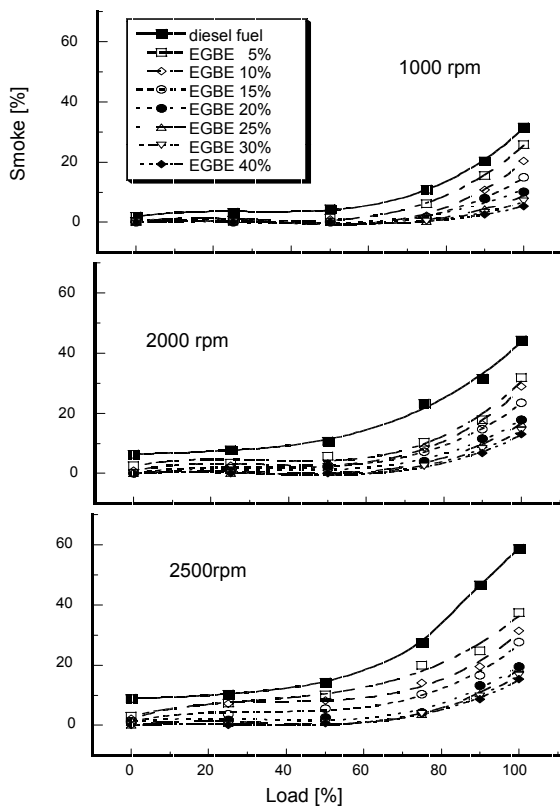 60
40
20
0
Smoke [%]
diesel fuel
EGBE 5%
EGBE 10%
EGBE 15%
EGBE 20%
EGBE 25%
EGBE 30%
EGBE 40%
1000 rpm
60
40
20
0
2000 rpm
60
40
20
0
2500rpm
0 20 40 60 80 100
Load [%]